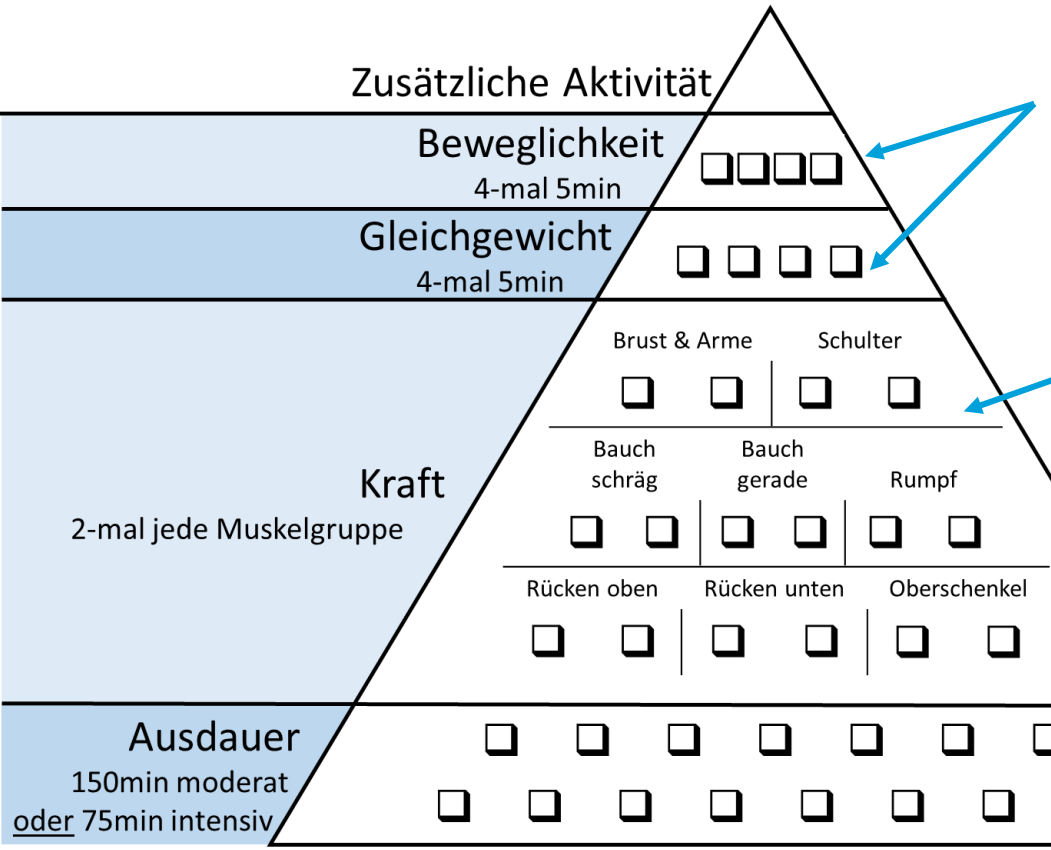 Zusätzliche Aktivität
Beweglichkeit
4-mal 5min
Gleichgewicht
4-mal 5min
Brust & Arme
Schulter
Bauch schräg
Bauch gerade
Rumpf
Kraft
2-mal jede Muskelgruppe
Rücken oben
Rücken unten
Oberschenkel
Ausdauer
150min moderat
oder 75min intensiv